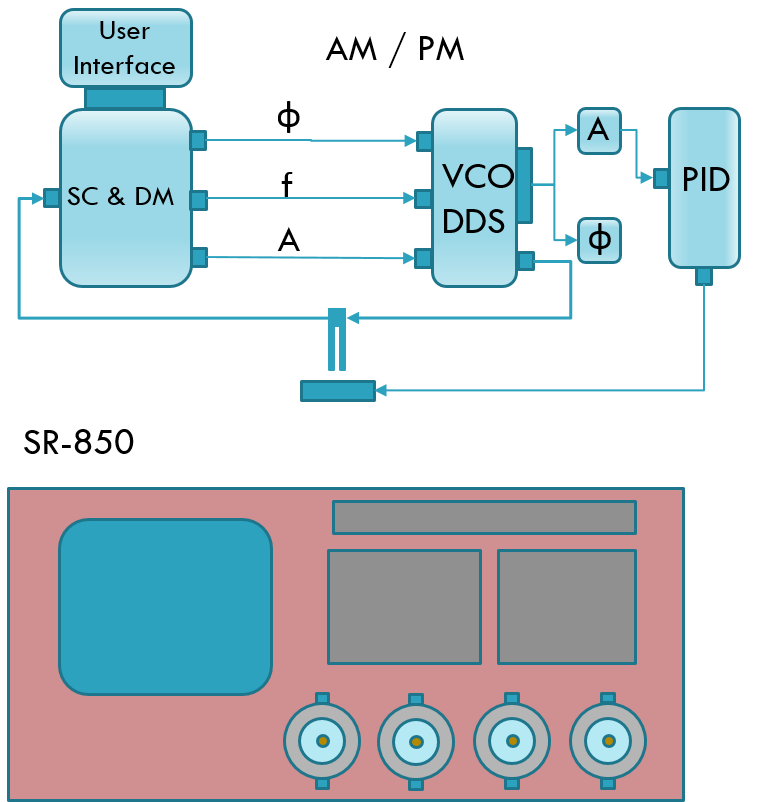 User
Interface
AM / PM
SC & DM
ϕ
f
A
VCO
DDS
A
ϕ
PID
SR-850